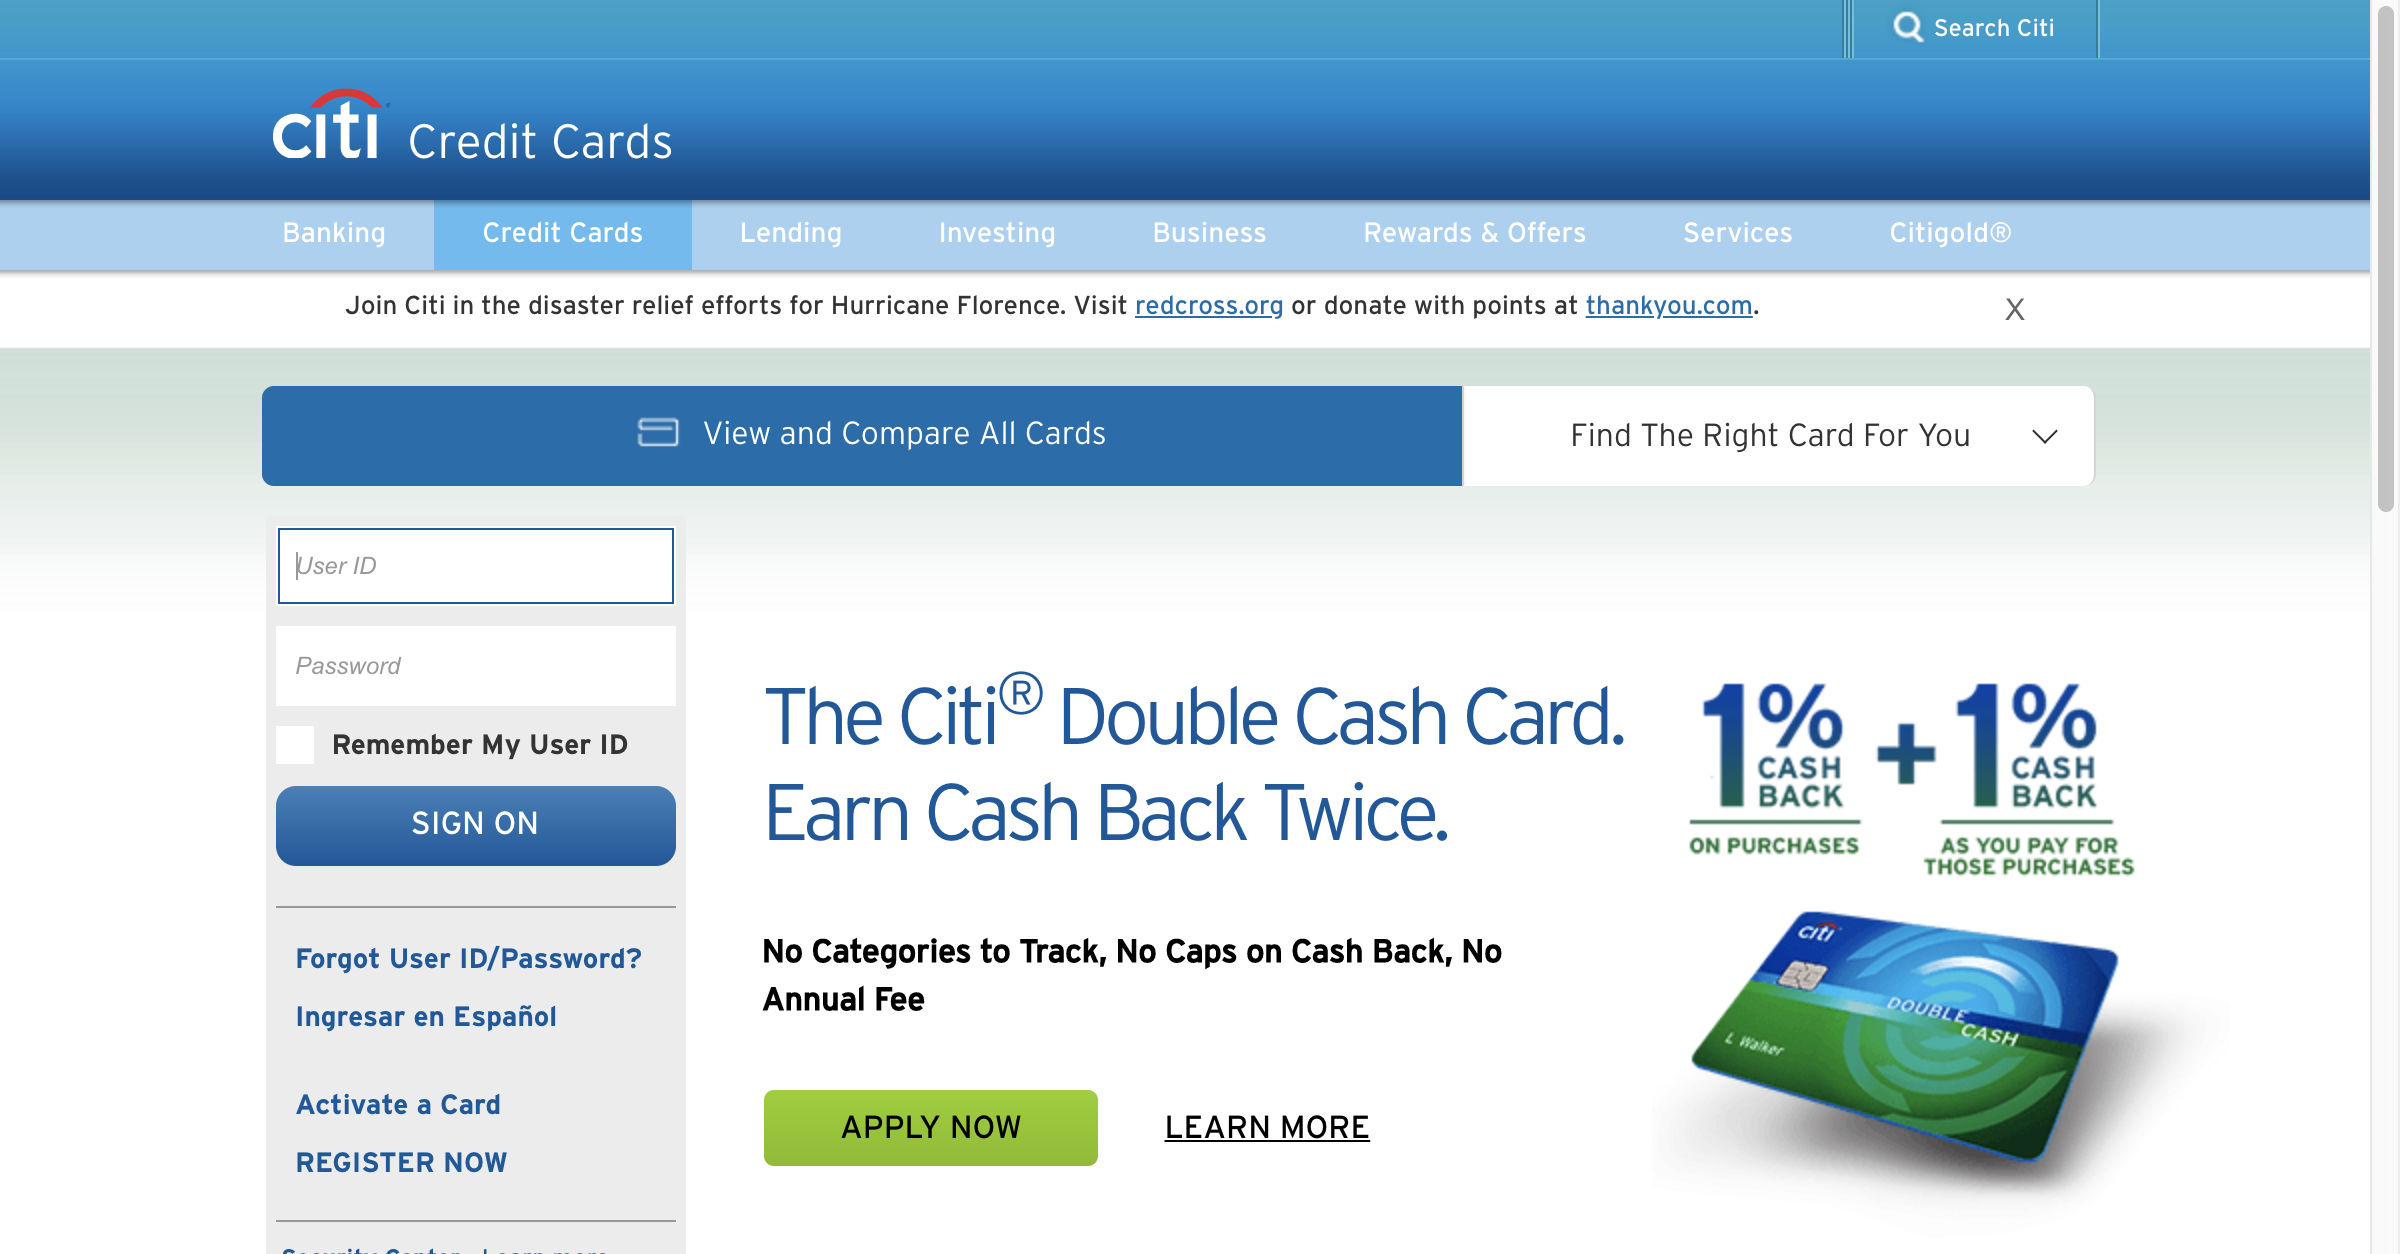 Search Citi
citi Credit Cards
Banking Credit Cards Lending Investing Business Rewards & Offers Services Citigold®
Join Citi in the disaster relief efforts for Hurricane Florence. Visit redcross.org or donate with points at thankyou.com. X
View and Compare All Cards
Find The Right Card For You
User ID
Password
Remember My User ID
SIGN ON
Forgot User ID/Password?
Ingresar en Español
Activate a Card
REGISTER NOW
Security Center Learn more
The Citi® Double Cash Card.
Earn Cash Back Twice.
No Categories to Track, No Caps on Cash Back, No
Annual Fee
APPLY NOW LEARN MORE
1% CASH BACK + 1% CASH BACK
ON PURCHASES
AS YOU PAY FOR
THOSE PURCHASES
citi
DOUBLE
CASH
L Walker